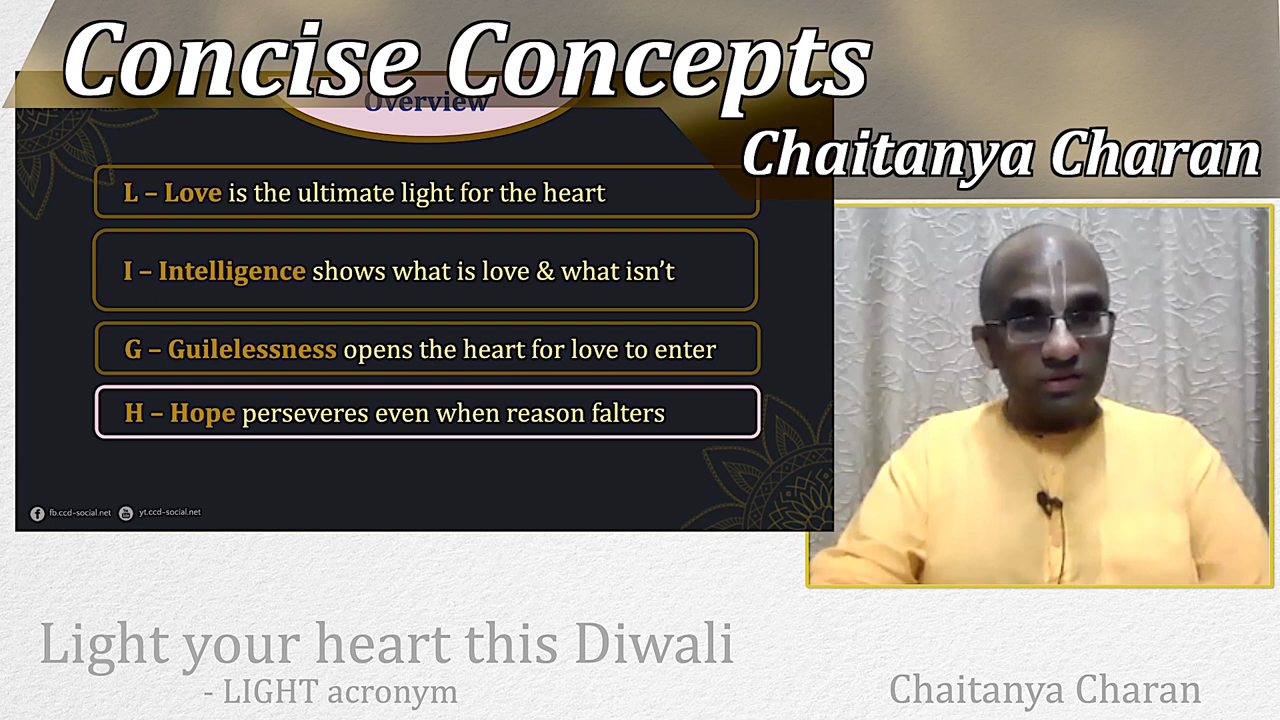 Concise Concepts
Chaitanya Charan
Overview
L – Love is the ultimate light for the heart
I – Intelligence shows what is love & what isn’t
G – Guilelessness opens the heart for love to enter
H – Hope perseveres even when reason falters
fb.ccd-social.net yt.ccd-social.net
Light your heart this Diwali
- LIGHT acronym
Chaitanya Charan